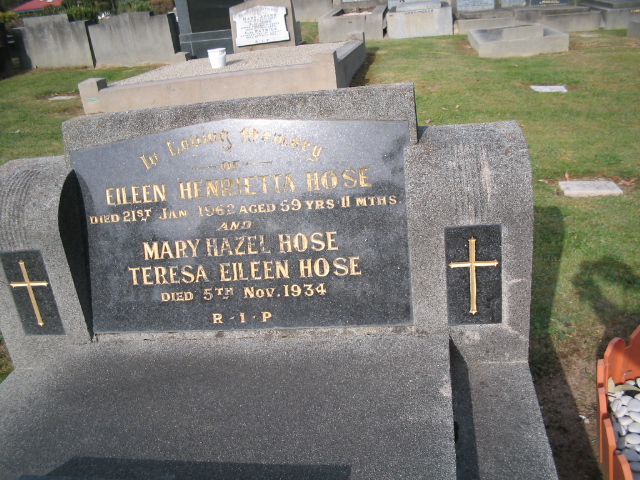 In Loving Memory
OF
EILEEN HENRIETTA HOSE
DIED 21ST JAN 1962 AGED 59 YRS 11 MTHS
AND
MARY HAZEL HOSE
TERESA EILEEN HOSE
DIED 5TH NOV. 1934
R · I · P